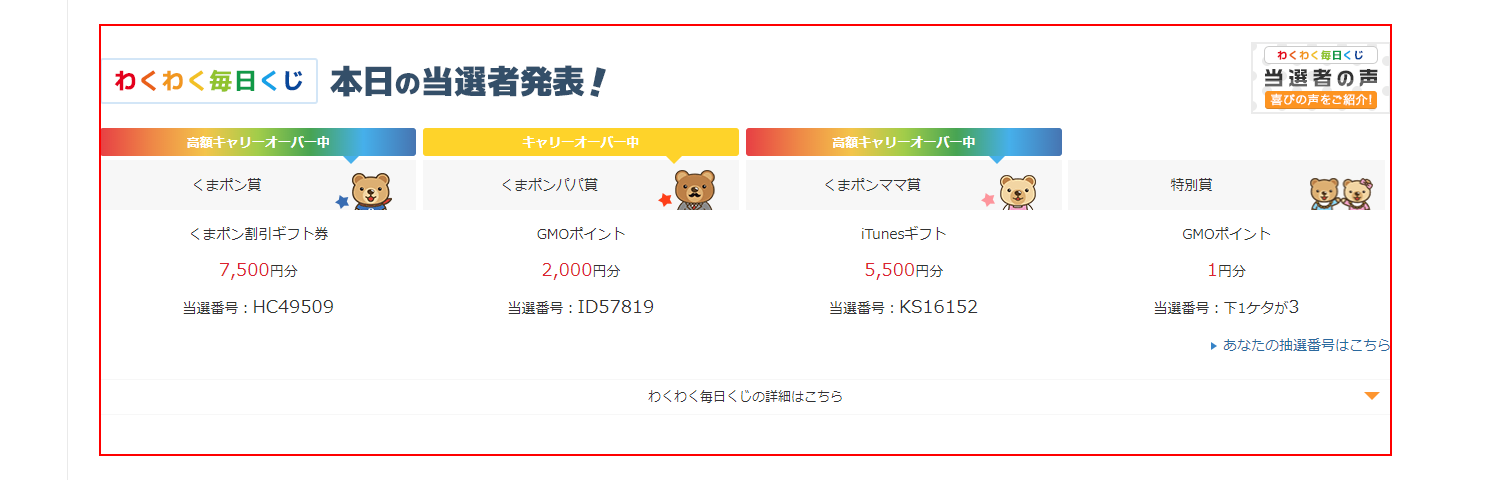 わくわく毎日くじ
本日の当選者発表！
わくわく毎日くじ
当選者の声
喜びの声をご紹介!
高額キャリーオーバー中
キャリーオーバー中
高額キャリーオーバー中
くまポン賞
くまポンパパ賞
くまポンママ賞
特別賞
くまポン割引ギフト券
GMOポイント
iTunesギフト
GMOポイント
7,500円分
2,000円分
5,500円分
1円分
当選番号：HC49509
当選番号：ID57819
当選番号：KS16152
当選番号：下1ケタが3
あなたの抽選番号はこちら
わくわく毎日くじの詳細はこちら